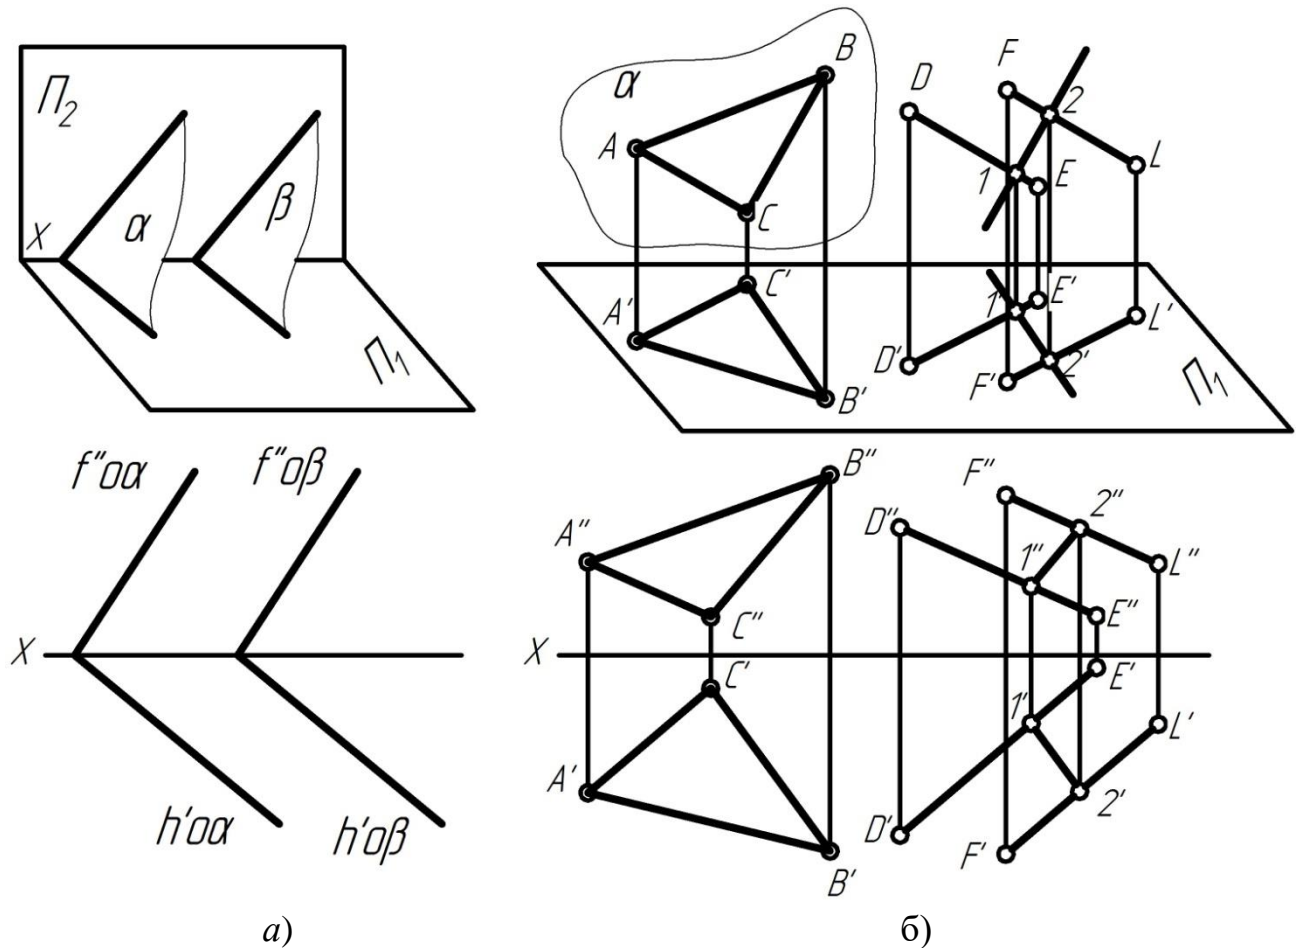 П₂
X
α
β
П₁
α
B
A
C
C'
A'
B'
D
F
2
1
E
L
1'
E'
L'
D'
F'
2'
П₁
f"oα
f"oβ
X
h'oα
h'oβ
B"
A"
C"
X
C'
A'
B'
F"
D"
2"
1"
L"
E"
E'
1'
L'
D'
2'
F'
а)
б)